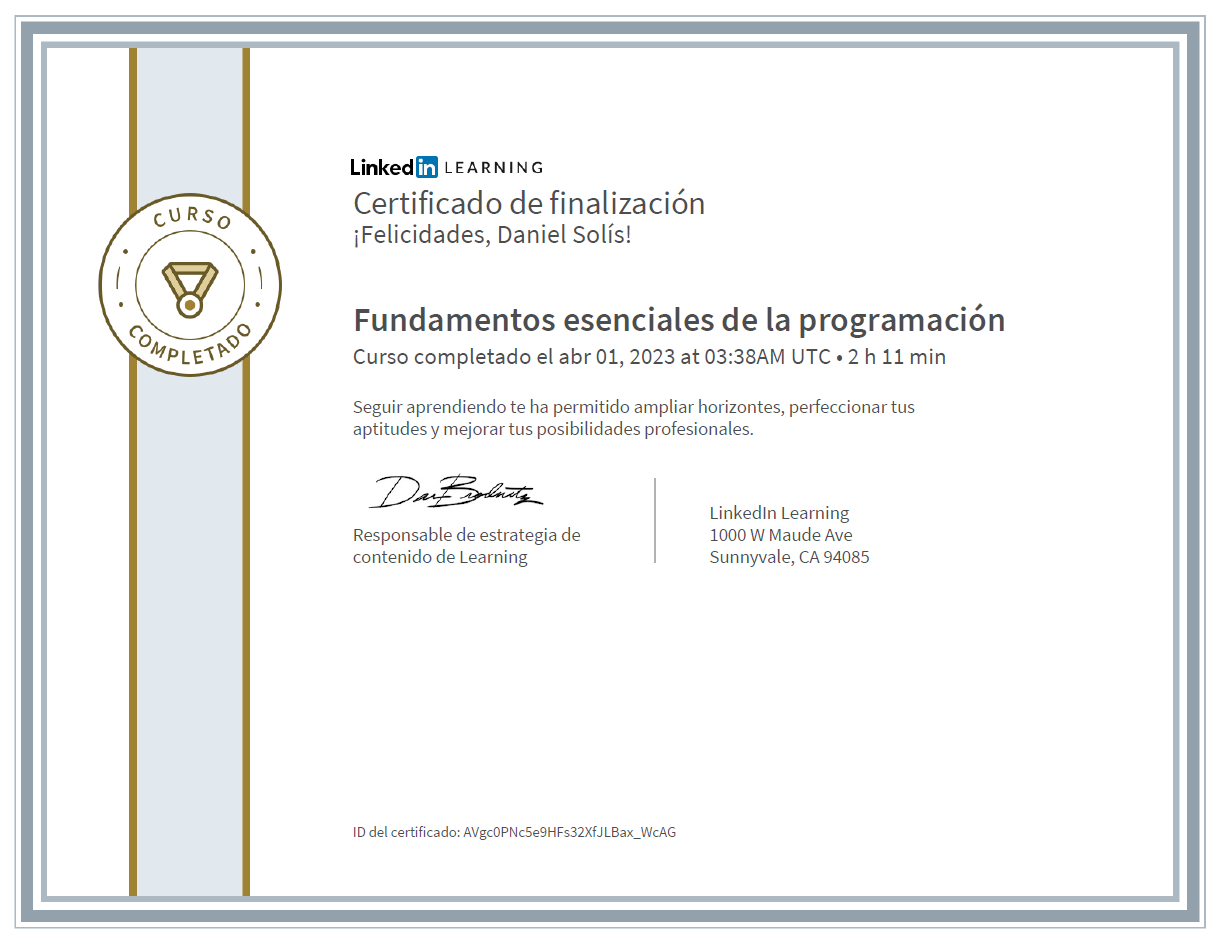 CURSO
COMPLETADO
Linked in LEARNING
Certificado de finalización
¡Felicidades, Daniel Solís!
Fundamentos esenciales de la programación
Curso completado el abr 01, 2023 at 03:38AM UTC • 2 h 11 min
Seguir aprendiendo te ha permitido ampliar horizontes, perfeccionar tus
aptitudes y mejorar tus posibilidades profesionales.
Responsable de estrategia de
contenido de Learning
LinkedIn Learning
1000 W Maude Ave
Sunnyvale, CA 94085
ID del certificado: AVgc0PNc5e9HFs32XfJLBax_WcAG